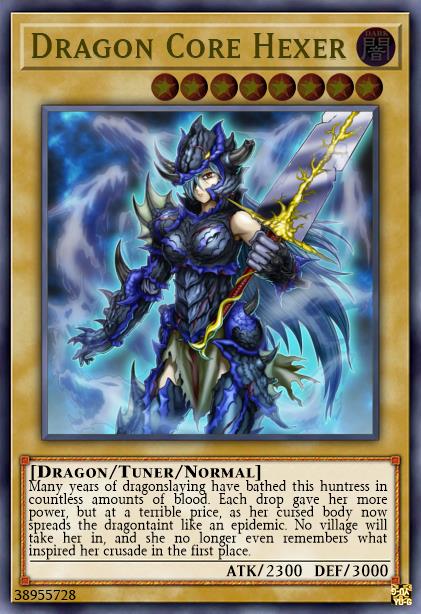 DRAGON CORE HEXER
DARK
闇
[DRAGON/TUNER/NORMAL]
Many years of dragonslaying have bathed this huntress in
countless amounts of blood. Each drop gave her more
power, but at a terrible price, as her cursed body now
spreads the dragontaint like an epidemic. No village will
take her in, and she no longer even remembers what
inspired her crusade in the first place.
ATK/2300 DEF/3000
38955728